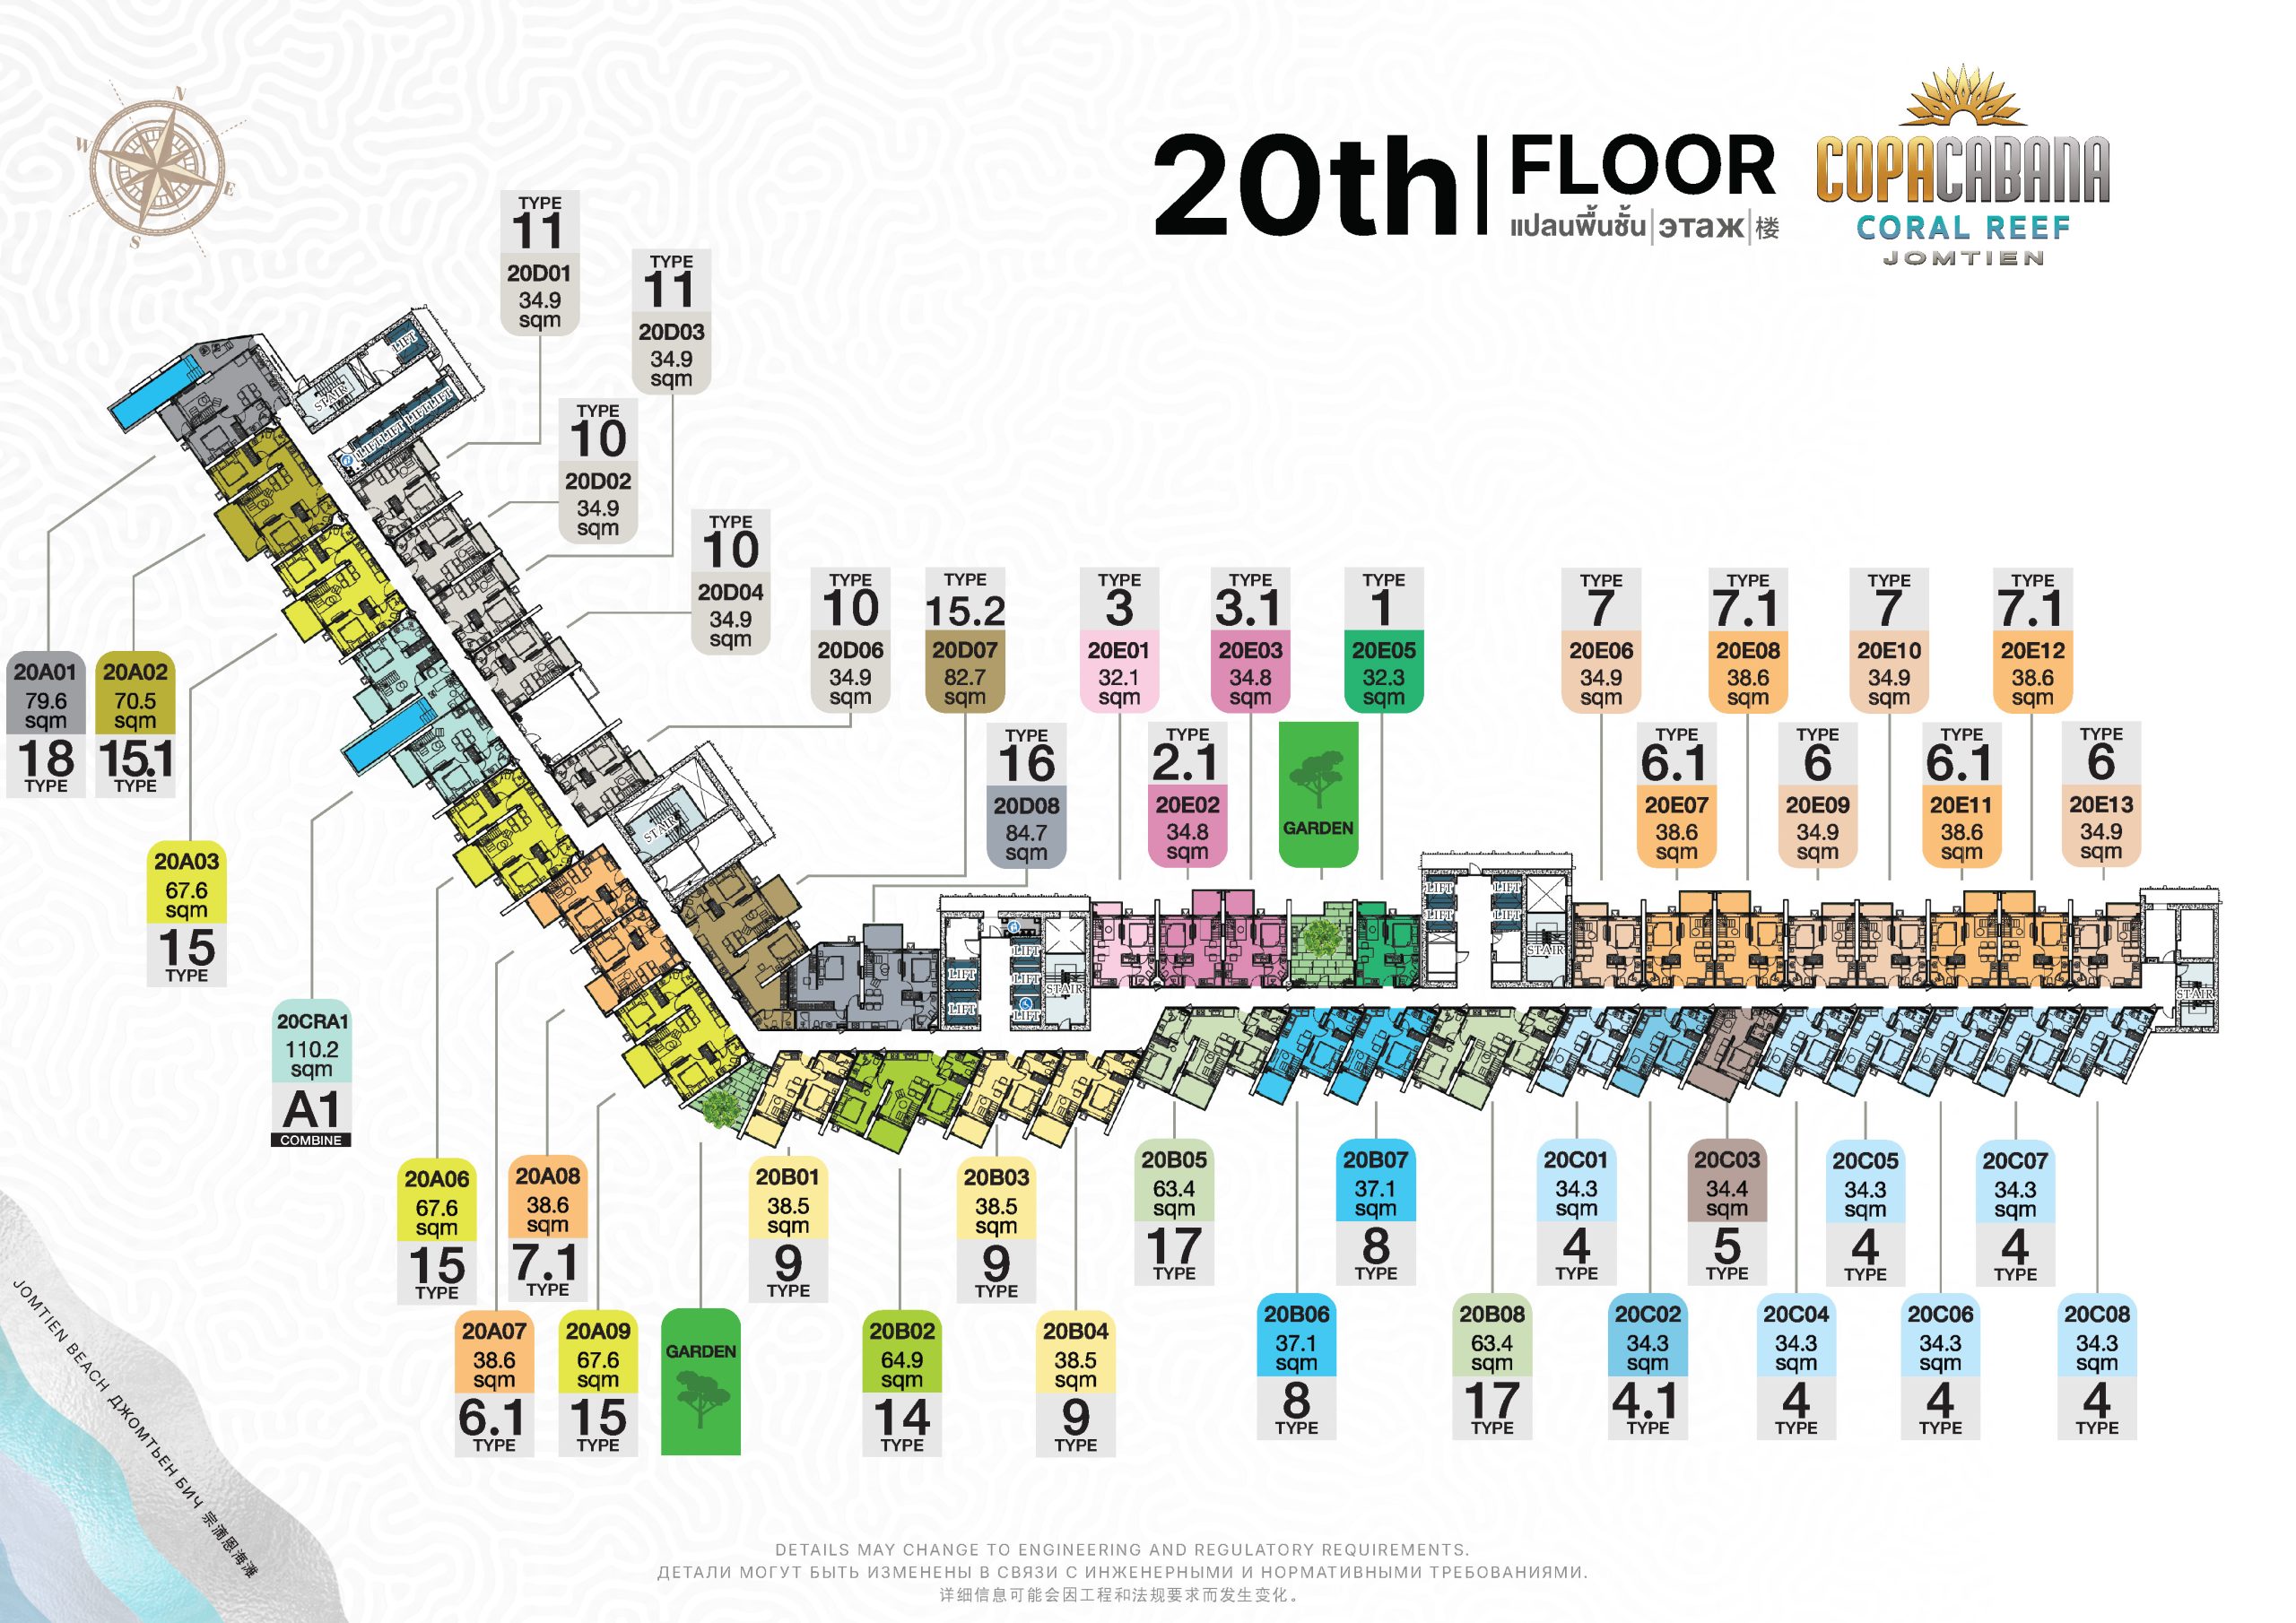 N
W
E
S
20th
FLOOR
แปลนพื้นชั้น|этаж|楼
COPACABANA
CORAL REEF
JOMTIEN
TYPE
11
20D01
34.9
sqm
TYPE
11
20D03
34.9
sqm
TYPE
10
20D02
34.9
sqm
TYPE
10
20D04
34.9
sqm
TYPE
10
20D06
34.9
sqm
TYPE
15.2
20D07
82.7
sqm
TYPE
16
20D08
84.7
sqm
TYPE
3
20E01
32.1
sqm
TYPE
2.1
20E02
34.8
sqm
TYPE
3.1
20E03
34.8
sqm
GARDEN
TYPE
1
20E05
32.3
sqm
TYPE
7
20E06
34.9
sqm
TYPE
6.1
20E07
38.6
sqm
TYPE
7.1
20E08
38.6
sqm
TYPE
6
20E09
34.9
sqm
TYPE
7
20E10
34.9
sqm
TYPE
6.1
20E11
38.6
sqm
TYPE
7.1
20E12
38.6
sqm
TYPE
6
20E13
34.9
sqm
LIFT
STAIR
LIFT LIFT LIFT LIFT
STAIR
LIFT
LIFT
LIFT
LIFT
LIFT
STAIR
LIFT
LIFT
LIFT
LIFT
STAIR
STAIR
20A01
79.6
sqm
18
TYPE
20A02
70.5
sqm
15.1
TYPE
20A03
67.6
sqm
15
TYPE
20CRA1
110.2
sqm
A1
COMBINE
20A06
67.6
sqm
15
TYPE
20A07
38.6
sqm
6.1
TYPE
20A08
38.6
sqm
7.1
TYPE
20A09
67.6
sqm
15
TYPE
GARDEN
20B01
38.5
sqm
9
TYPE
20B02
64.9
sqm
14
TYPE
20B03
38.5
sqm
9
TYPE
20B04
38.5
sqm
9
TYPE
20B05
63.4
sqm
17
TYPE
20B06
37.1
sqm
8
TYPE
20B07
37.1
sqm
8
TYPE
20B08
63.4
sqm
17
TYPE
20C01
34.3
sqm
4
TYPE
20C02
34.3
sqm
4.1
TYPE
20C03
34.4
sqm
5
TYPE
20C04
34.3
sqm
4
TYPE
20C05
34.3
sqm
4
TYPE
20C06
34.3
sqm
4
TYPE
20C07
34.3
sqm
4
TYPE
20C08
34.3
sqm
4
TYPE
JOMTIEN BEACH ДЖОМТЬЕН БИЧ 宗滴恩海滩
DETAILS MAY CHANGE TO ENGINEERING AND REGULATORY REQUIREMENTS.
ДЕТАЛИ МОГУТ БЫТЬ ИЗМЕНЕНЫ В СВЯЗИ С ИНЖЕНЕРНЫМИ И НОРМАТИВНЫМИ ТРЕБОВАНИЯМИ.
详细信息可能会因工程和法规要求而发生变化。